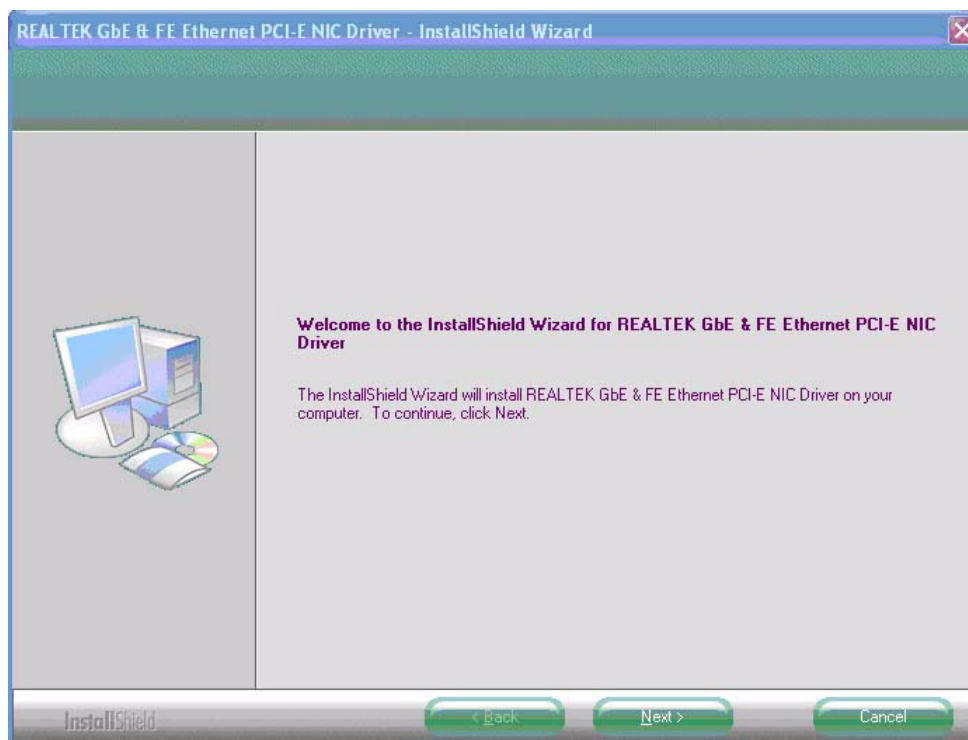 REALTEK GbE & FE Ethernet PCI-E NIC Driver - InstallShield Wizard
Welcome to the InstallShield Wizard for REALTEK GbE & FE Ethernet PCI-E NIC
Driver
The InstallShield Wizard will install REALTEK GbE & FE Ethernet PCI-E NIC Driver on your
computer. To continue, click Next.
InstallShield
< Back
Next >
Cancel